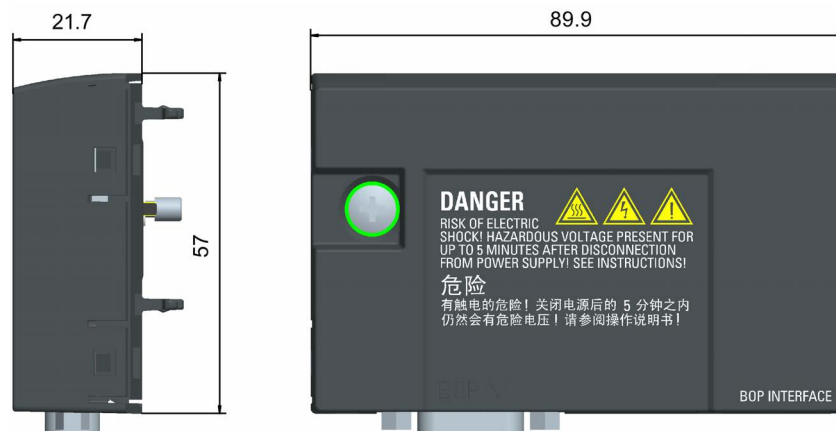 21.7
89.9
57
DANGER
RISK OF ELECTRIC
SHOCK! HAZARDOUS VOLTAGE PRESENT FOR
UP TO 5 MINUTES AFTER DISCONNECTION
FROM POWER SUPPLY! SEE INSTRUCTIONS!
危险
有触电的危险！关闭电源后的 5 分钟之内
仍然会有危险电压！请参阅操作说明书！
BOP INTERFACE